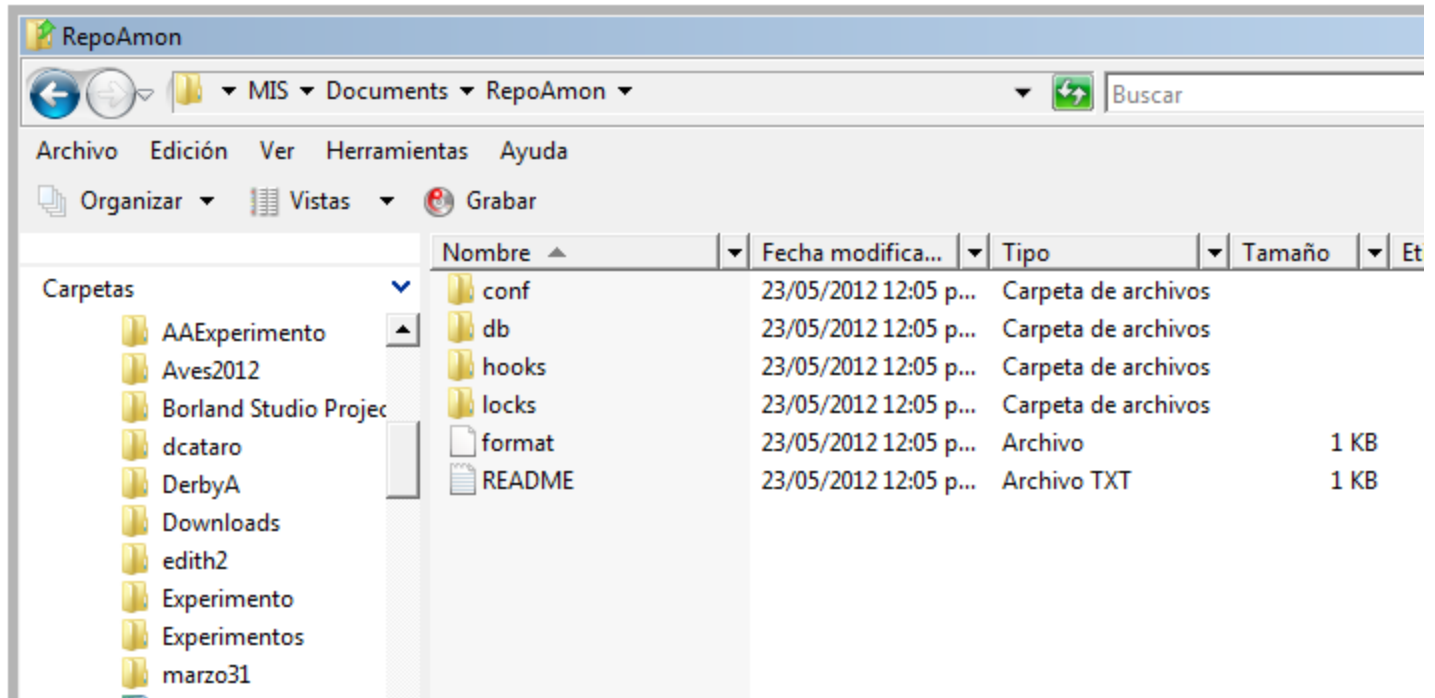 RepoAmon
MIS Documents RepoAmon Buscar
Archivo Edición Ver Herramientas Ayuda
Organizar Vistas Grabar
Nombre Fecha modifica... Tipo Tamaño Et
Carpetas
AAExperimento
Aves2012
Borland Studio Projec
dcataro
DerbyA
Downloads
edith2
Experimento
Experimentos
marzo31
conf 23/05/2012 12:05 p... Carpeta de archivos
db 23/05/2012 12:05 p... Carpeta de archivos
hooks 23/05/2012 12:05 p... Carpeta de archivos
locks 23/05/2012 12:05 p... Carpeta de archivos
format 23/05/2012 12:05 p... Archivo 1 KB
README 23/05/2012 12:05 p... Archivo TXT 1 KB